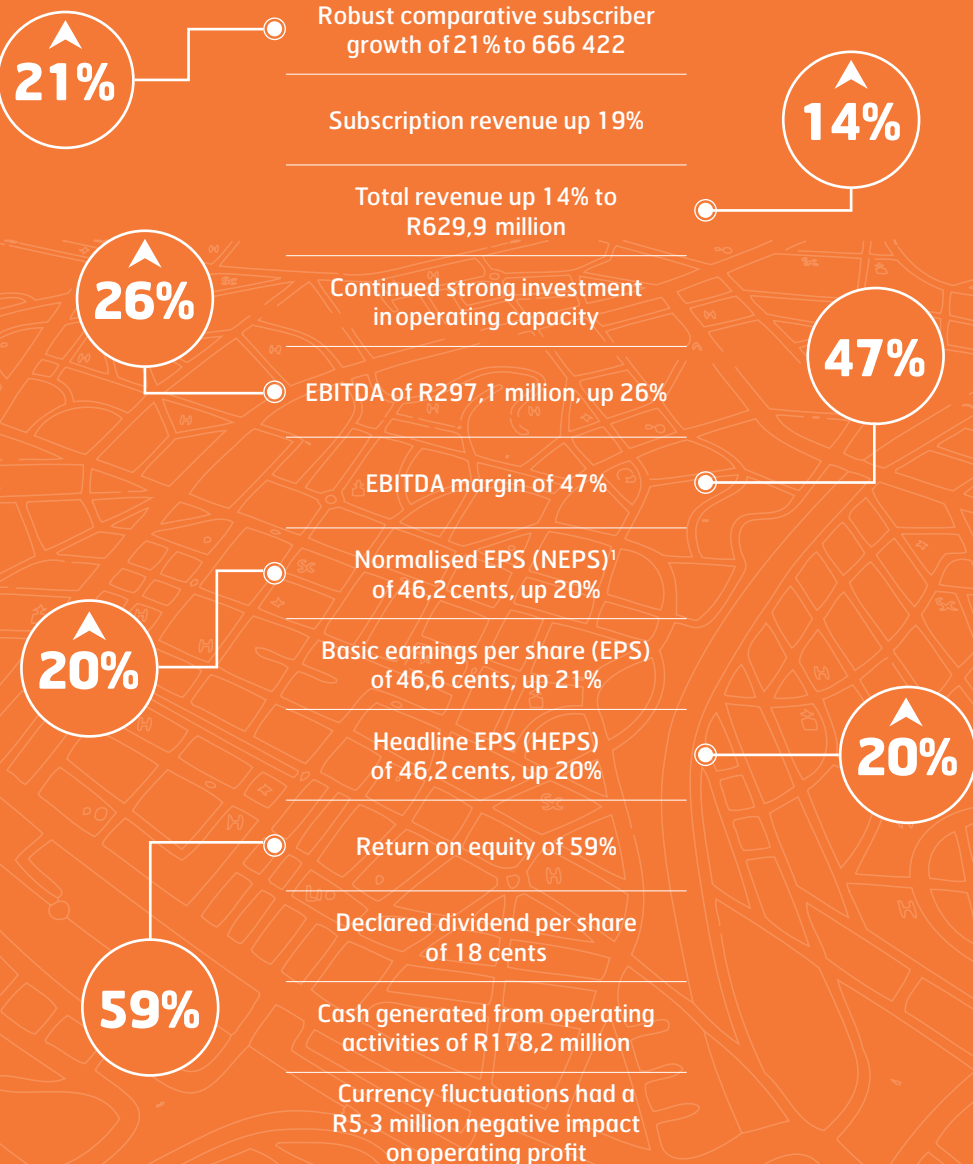 Robust comparative subscriber
growth of 21% to 666 422
21%
Subscription revenue up 19%
14%
Total revenue up 14% to
R629,9 million
26%
Continued strong investment
in operating capacity
47%
EBITDA of R297,1 million, up 26%
EBITDA margin of 47%
Normalised EPS (NEPS)¹
of 46,2 cents, up 20%
20%
Basic earnings per share (EPS)
of 46,6 cents, up 21%
Headline EPS (HEPS)
of 46,2 cents, up 20%
20%
Return on equity of 59%
Declared dividend per share
of 18 cents
59%
Cash generated from operating
activities of R178,2 million
Currency fluctuations had a
R5,3 million negative impact
on operating profit